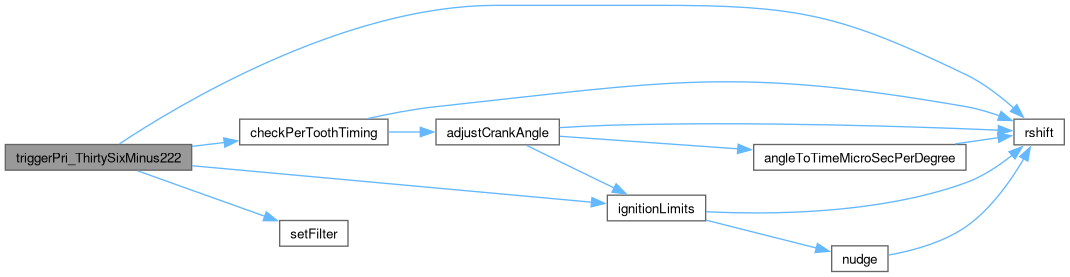 triggerPri_ThirtySixMinus222
checkPerToothTiming
setFilter
adjustCrankAngle
ignitionLimits
angleToTimeMicroSecPerDegree
nudge
rshift